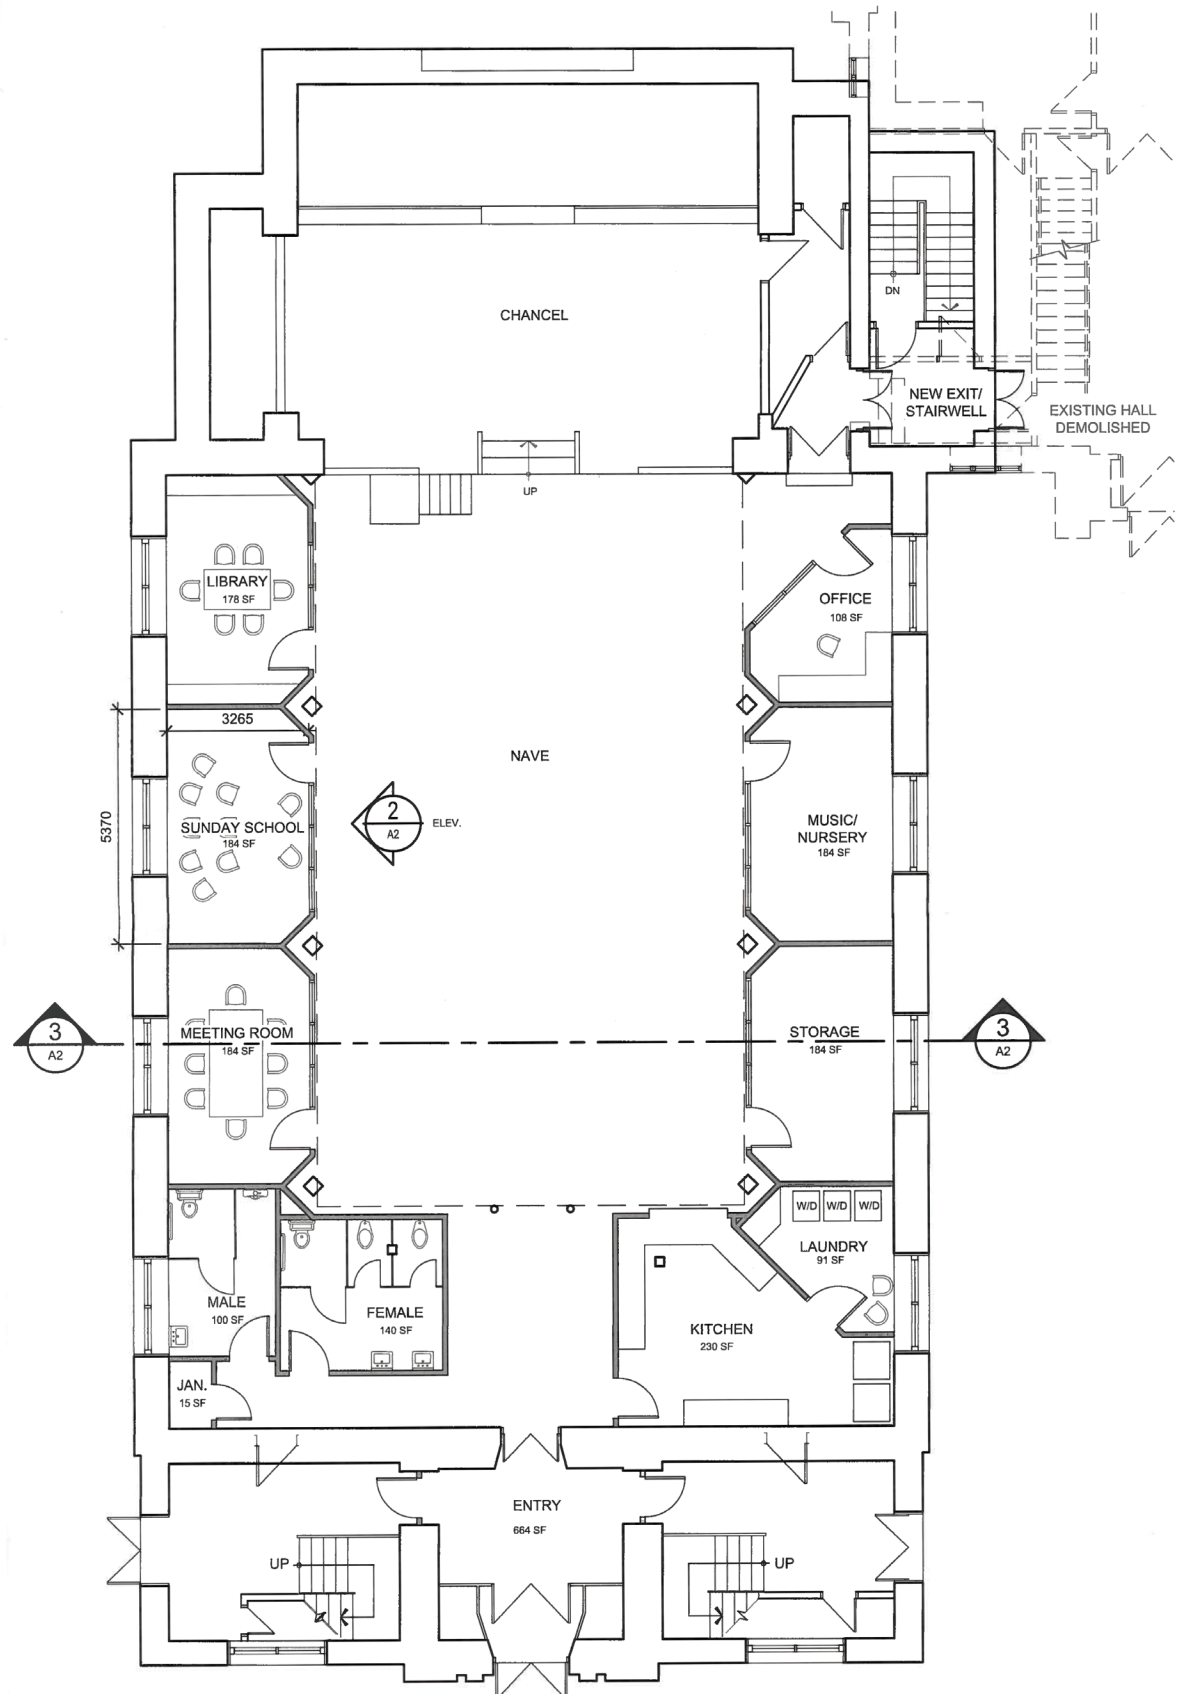 CHANCEL
DN
NEW EXIT/
STAIRWELL
EXISTING HALL
DEMOLISHED
UP
LIBRARY
178 SF
OFFICE
108 SF
3265
5370
NAVE
SUNDAY SCHOOL
184 SF
2
A2
ELEV.
MUSIC/
NURSERY
184 SF
3
A2
MEETING ROOM
184 SF
STORAGE
184 SF
3
A2
W/D
W/D
W/D
LAUNDRY
91 SF
MALE
100 SF
FEMALE
140 SF
KITCHEN
230 SF
JAN.
15 SF
ENTRY
664 SF
UP
UP